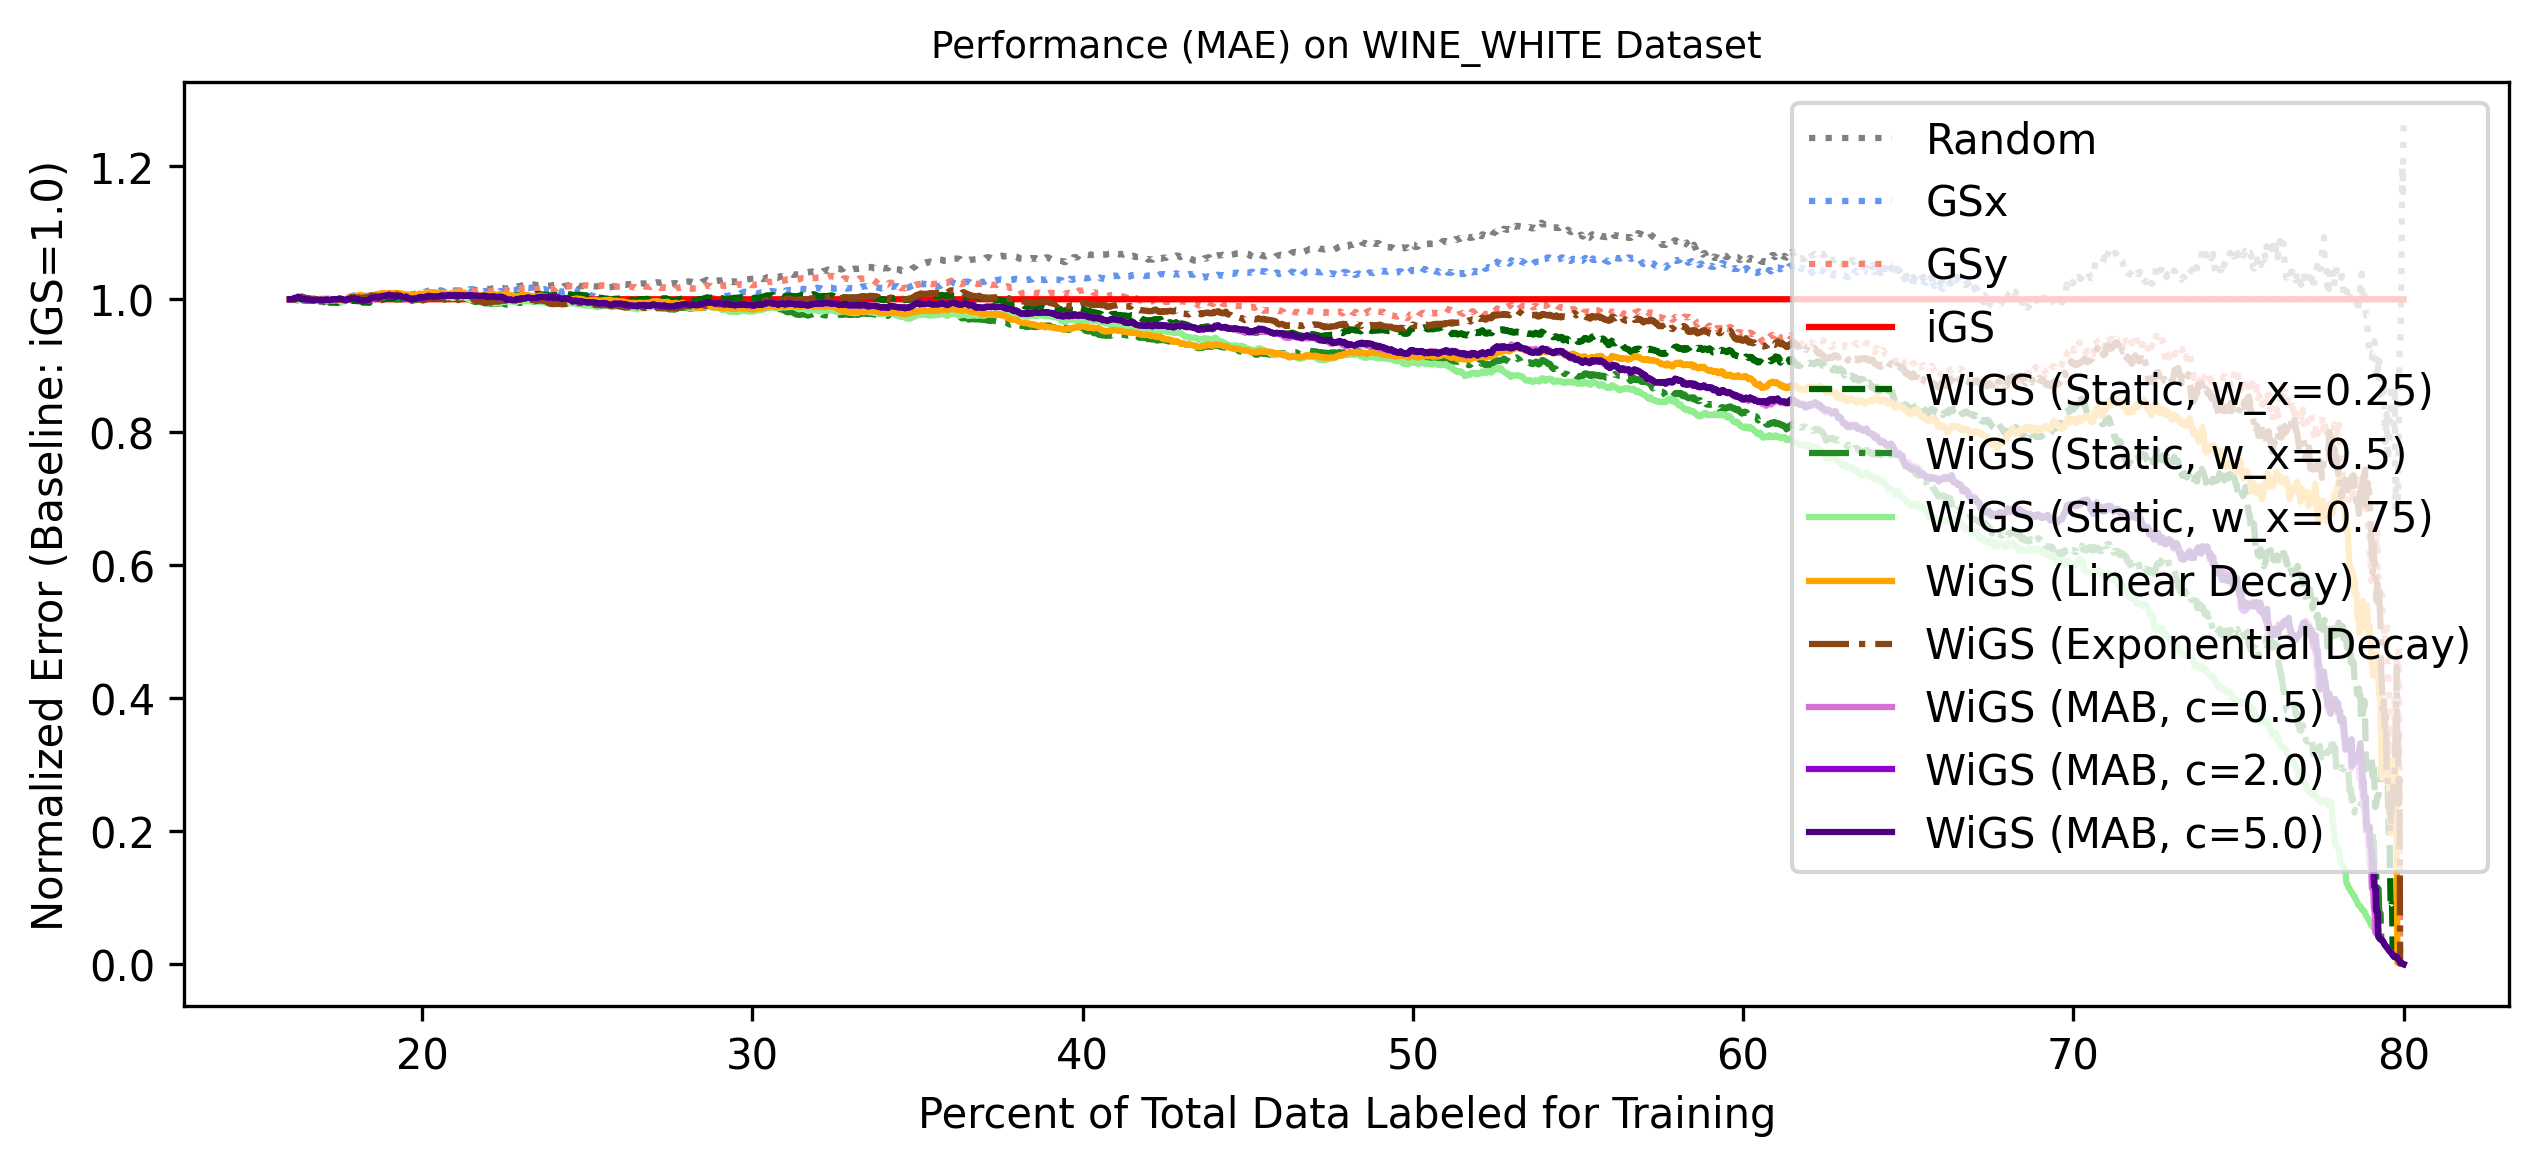 Performance (MAE) on WINE_WHITE Dataset
Normalized Error (Baseline: iGS=1.0)
1.2
1.0
0.8
0.6
0.4
0.2
0.0
Random
GSx
GSy
iGS
WiGS (Static, w_x=0.25)
WiGS (Static, w_x=0.5)
WiGS (Static, w_x=0.75)
WiGS (Linear Decay)
WiGS (Exponential Decay)
WiGS (MAB, c=0.5)
WiGS (MAB, c=2.0)
WiGS (MAB, c=5.0)
20 30 40 50 60 70 80
Percent of Total Data Labeled for Training